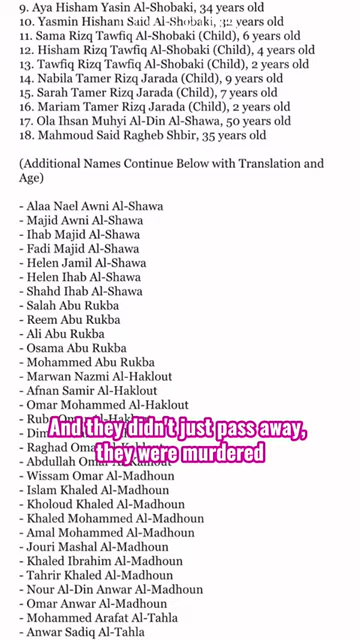 9. Aya Hisham Yasin Al-Shobaki, 34 years old
10. Yasmin Hisham Said Al-Shobaki, 32 years old
11. Sama Rizq Tawfiq Al-Shobaki (Child), 6 years old
12. Hisham Rizq Tawfiq Al-Shobaki (Child), 4 years old
13. Tawfiq Rizq Tawfiq Al-Shobaki (Child), 2 years old
14. Nabila Tamer Rizq Jarada (Child), 9 years old
15. Sarah Tamer Rizq Jarada (Child), 7 years old
16. Mariam Tamer Rizq Jarada (Child), 2 years old
17. Ola Ihsan Muhyi Al-Din Al-Shawa, 50 years old
18. Mahmoud Said Ragheb Shbir, 35 years old
(Additional Names Continue Below with Translation and
Age)
- Alaa Nael Awni Al-Shawa
- Majid Awni Al-Shawa
- Ihab Majid Al-Shawa
- Fadi Majid Al-Shawa
- Helen Jamil Al-Shawa
- Helen Ihab Al-Shawa
- Shahd Ihab Al-Shawa
- Salah Abu Rukba
- Reem Abu Rukba
- Ali Abu Rukba
- Osama Abu Rukba
- Mohammed Abu Rukba
- Marwan Nazmi Al-Haklout
- Afnan Samir Al-Haklout
- Omar Mohammed Al-Haklout
And they didn't just pass away,
they were murdered
- Raghad Omar
- Abdullah Omar
- Wissam Omar Al-Madhoun
- Islam Khaled Al-Madhoun
- Kholoud Khaled Al-Madhoun
- Khaled Mohammed Al-Madhoun
- Amal Mohammed Al-Madhoun
- Jouri Mashal Al-Madhoun
- Khaled Ibrahim Al-Madhoun
- Tahrir Khaled Al-Madhoun
- Nour Al-Din Anwar Al-Madhoun
- Omar Anwar Al-Madhoun
- Mohammed Arafat Al-Tahla
- Anwar Sadiq Al-Tahla